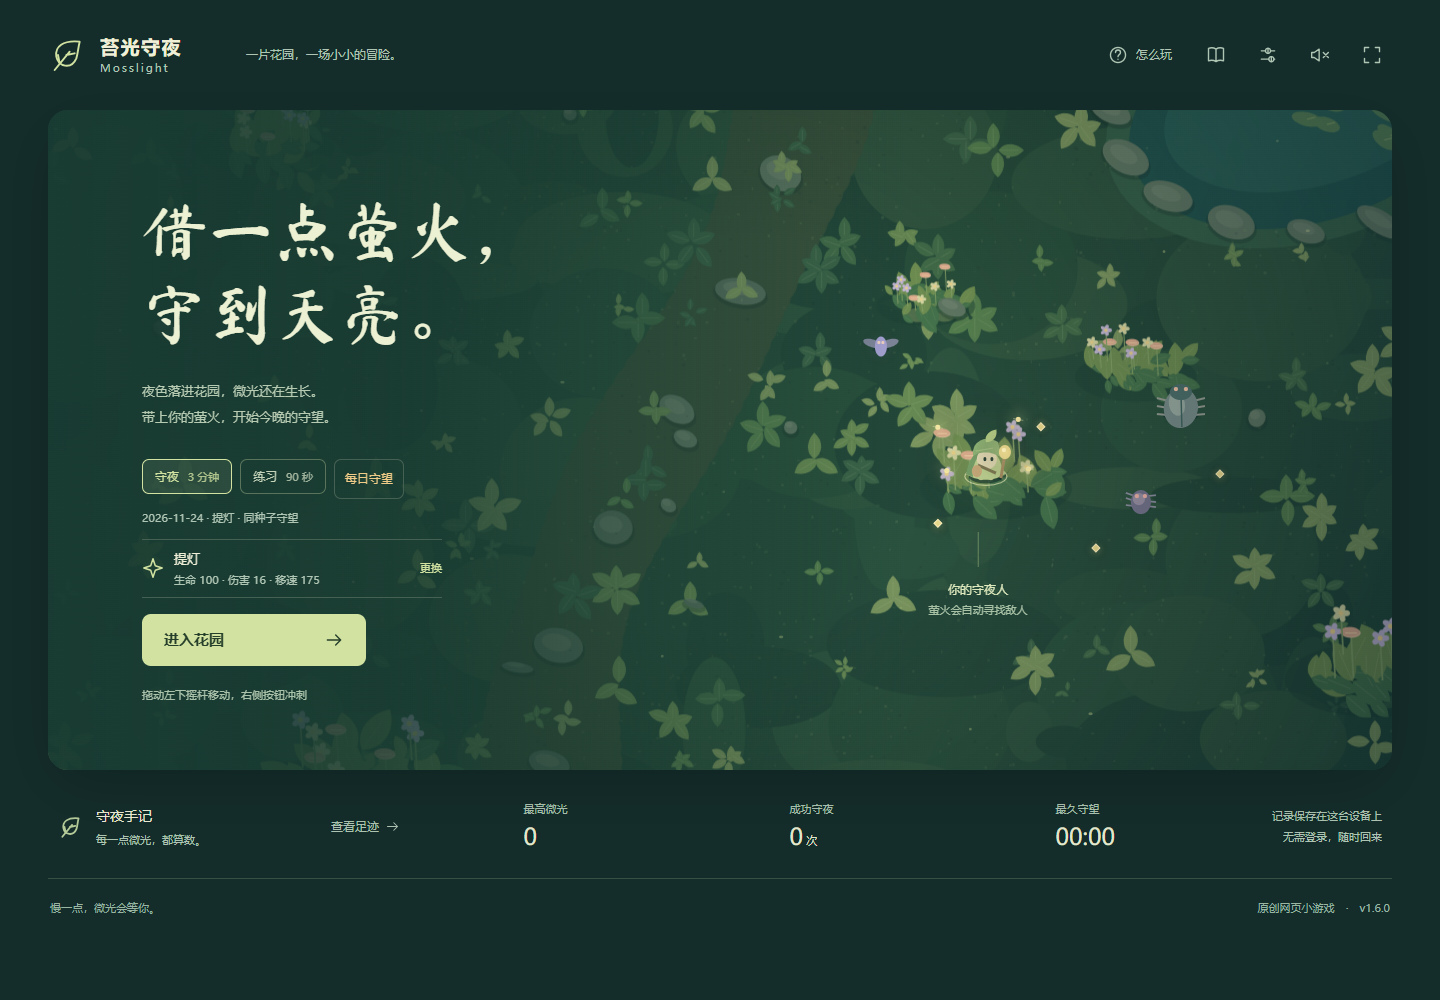 苔光守夜
Mosslight
一片花园，一场小小的冒险。
怎么玩
借一点萤火，
守到天亮。
夜色落进花园，微光还在生长。
带上你的萤火，开始今晚的守望。
守夜 3 分钟
练习 90 秒
每日守望
2026-11-24 · 提灯 · 同种子守望
提灯
生命 100 · 伤害 16 · 移速 175
更换
进入花园
拖动左下摇杆移动，右侧按钮冲刺
你的守夜人
萤火会自动寻找敌人
守夜手记
每一点微光，都算数。
查看足迹
最高微光
0
成功守夜
0 次
最久守望
00:00
记录保存在这台设备上
无需登录，随时回来
慢一点，微光会等你。
原创网页小游戏 · v1.6.0